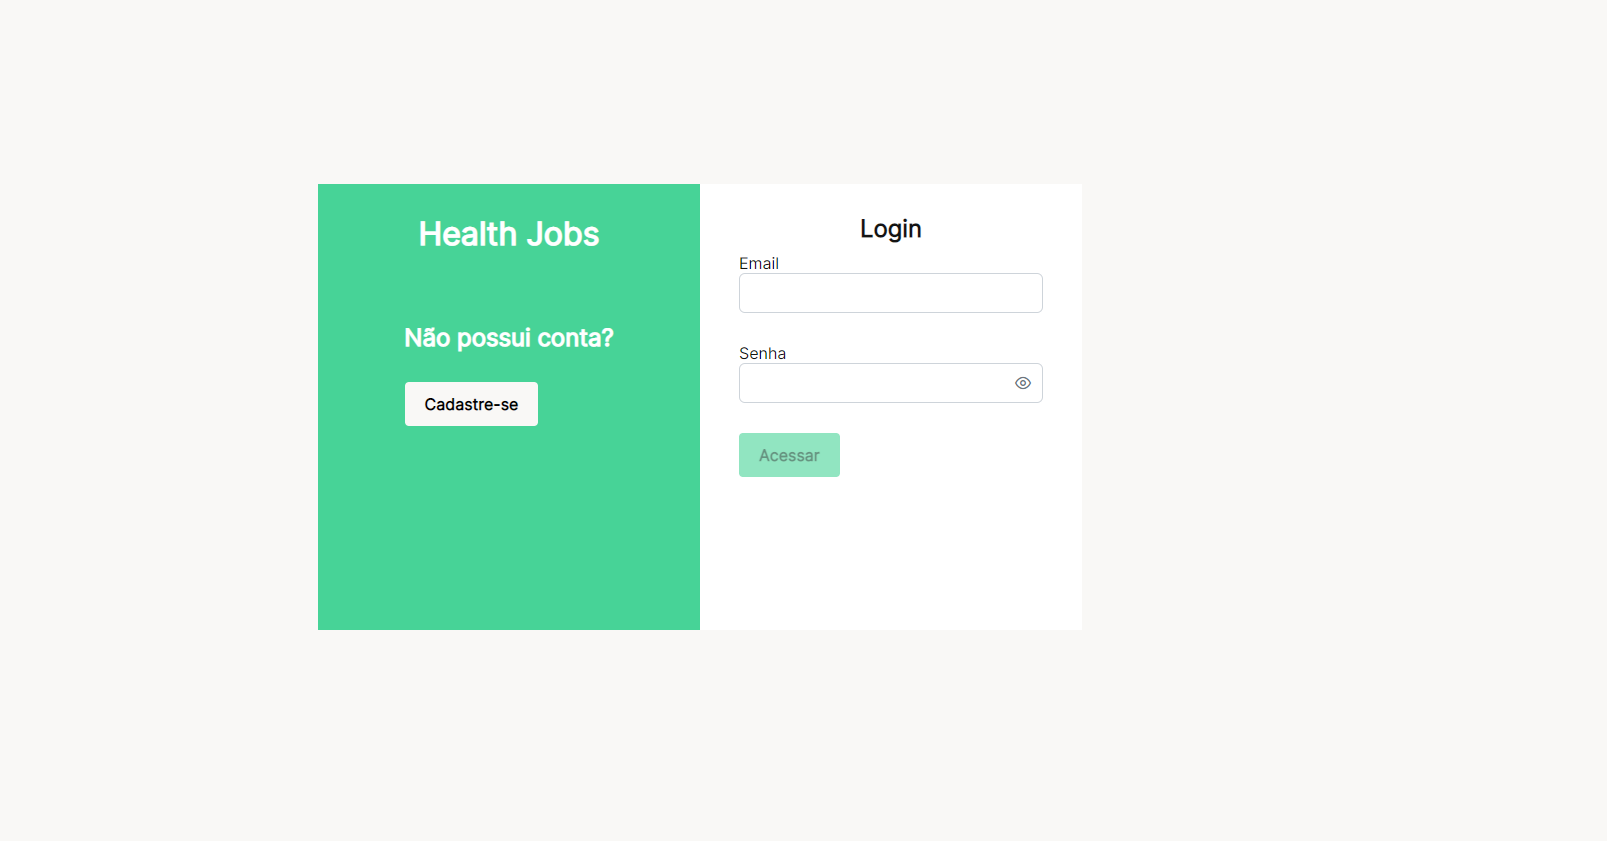 Health Jobs
Não possui conta?
Cadastre-se
Login
Email
Senha
Acessar